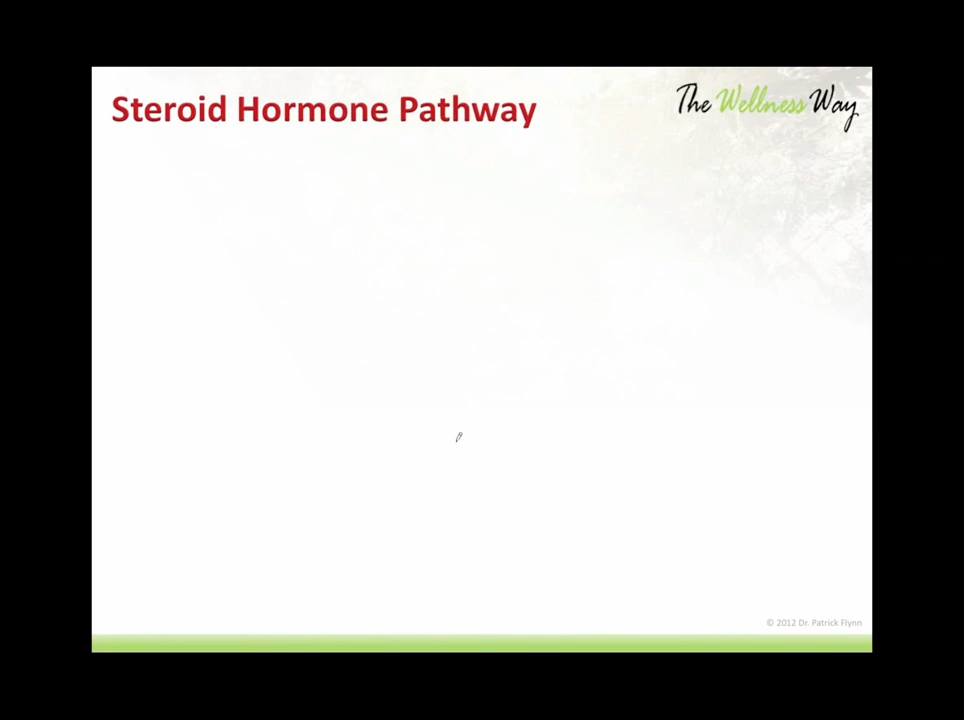 Steroid Hormone Pathway
The Wellness Way
© 2012 Dr. Patrick Flynn